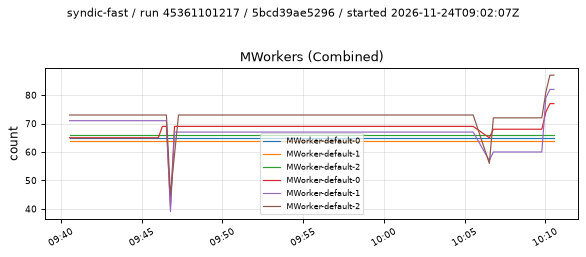 syndic-fast / run 45361101217 / 5bcd39ae5296 / started 2026-11-24T09:02:07Z
MWorkers (Combined)
count
80
70
60
50
40
MWorker-default-0
MWorker-default-1
MWorker-default-2
MWorker-default-0
MWorker-default-1
MWorker-default-2
09:40
09:45
09:50
09:55
10:00
10:05
10:10